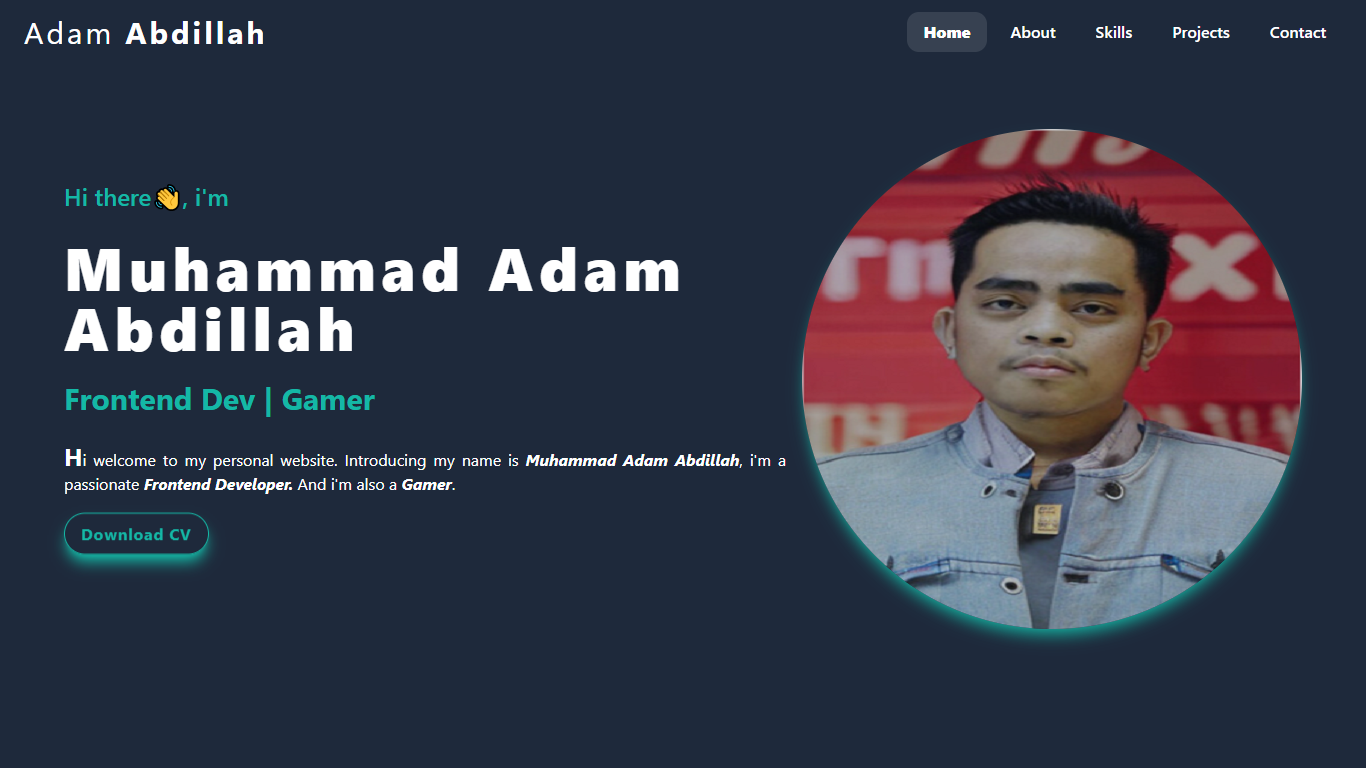 Adam Abdillah
Home About Skills Projects Contact
Hi there👋, i'm
Muhammad Adam
Abdillah
Frontend Dev | Gamer
Hi welcome to my personal website. Introducing my name is Muhammad Adam Abdillah, i'm a
passionate Frontend Developer. And i'm also a Gamer.
Download CV